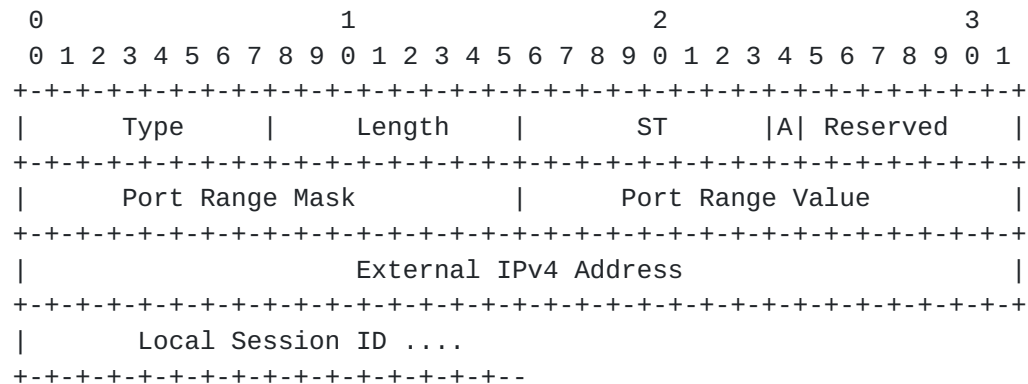 0                   1                   2                   3
 0 1 2 3 4 5 6 7 8 9 0 1 2 3 4 5 6 7 8 9 0 1 2 3 4 5 6 7 8 9 0 1
+-+-+-+-+-+-+-+-+-+-+-+-+-+-+-+-+-+-+-+-+-+-+-+-+-+-+-+-+-+-+-+-+
|      Type     |     Length    |       ST      |A| Reserved    |
+-+-+-+-+-+-+-+-+-+-+-+-+-+-+-+-+-+-+-+-+-+-+-+-+-+-+-+-+-+-+-+-+
|      Port Range Mask          |      Port Range Value         |
+-+-+-+-+-+-+-+-+-+-+-+-+-+-+-+-+-+-+-+-+-+-+-+-+-+-+-+-+-+-+-+-+
|                     External IPv4 Address                     |
+-+-+-+-+-+-+-+-+-+-+-+-+-+-+-+-+-+-+-+-+-+-+-+-+-+-+-+-+-+-+-+-+
|       Local Session ID ....
+-+-+-+-+-+-+-+-+-+-+-+-+-+-+-+--